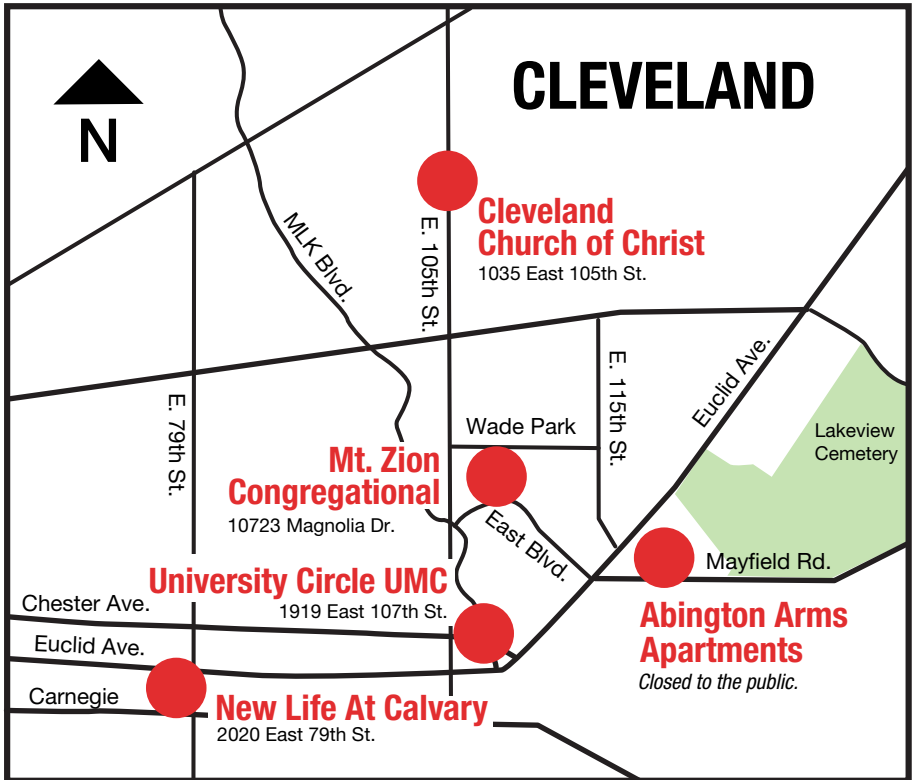 CLEVELAND
N
Cleveland
Church of Christ
1035 East 105th St.
MLK Blvd.
E. 105th St.
E. 79th St.
E. 115th St.
Euclid Ave.
Wade Park
Lakeview
Cemetery
Mt. Zion
Congregational
10723 Magnolia Dr.
East Blvd.
Mayfield Rd.
University Circle UMC
1919 East 107th St.
Chester Ave.
Euclid Ave.
Carnegie
Abington Arms
Apartments
Closed to the public.
New Life At Calvary
2020 East 79th St.